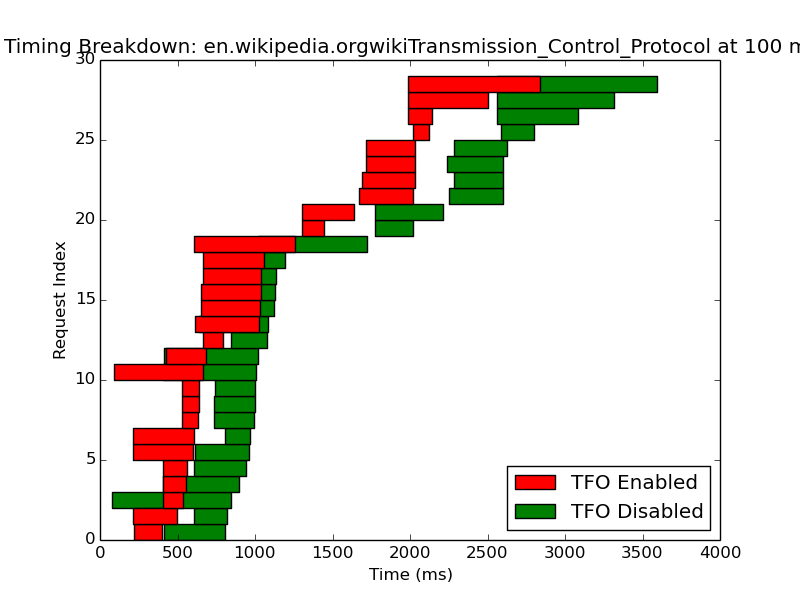 Timing Breakdown: en.wikipedia.orgwikiTransmission_Control_Protocol at 100 m
30
25
20
15
10
5
0
Request Index
0 500 1000 1500 2000 2500 3000 3500 4000
Time (ms)
TFO Enabled
TFO Disabled